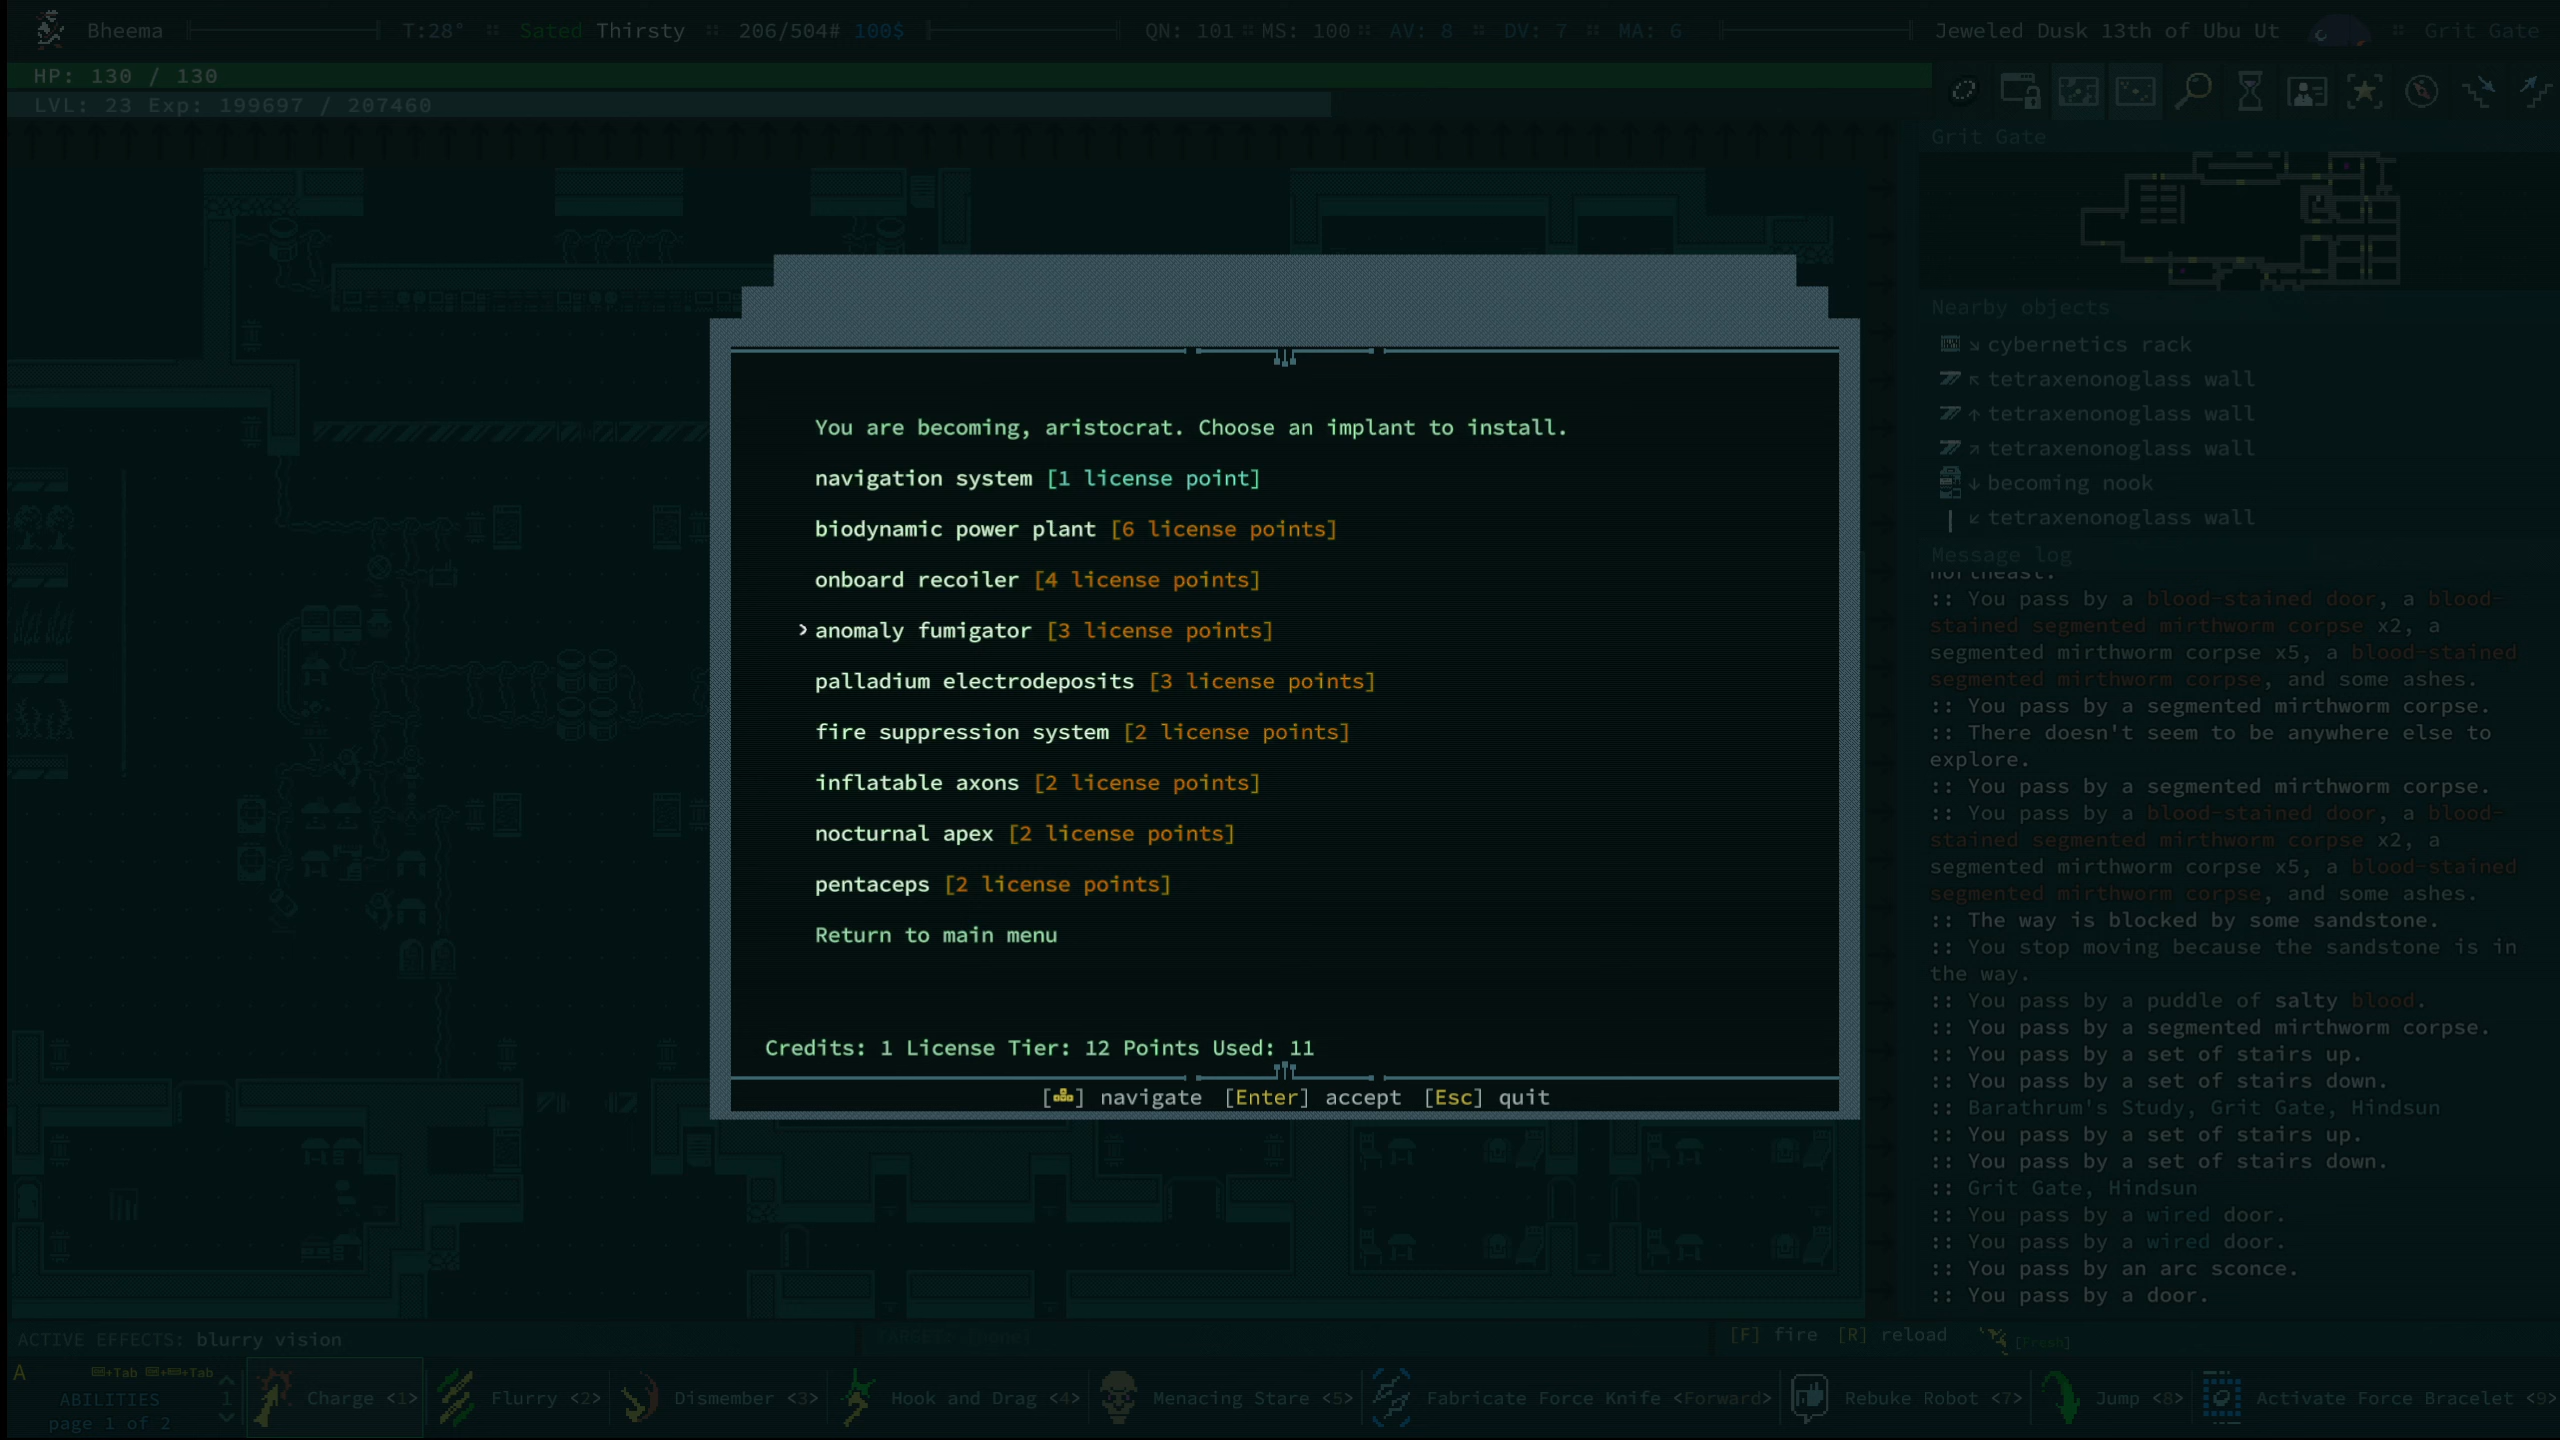 Bheema T:28° Sated Thirsty 206/504# 100$ QN: 101 MS: 100 AV: 8 DV: 7 MA: 6 Jeweled Dusk 13th of Ubu Ut Grit Gate
HP: 130 / 130
LVL: 23 Exp: 199697 / 207460
You are becoming, aristocrat. Choose an implant to install.
navigation system [1 license point]
biodynamic power plant [6 license points]
onboard recoiler [4 license points]
> anomaly fumigator [3 license points]
palladium electrodeposits [3 license points]
fire suppression system [2 license points]
inflatable axons [2 license points]
nocturnal apex [2 license points]
pentaceps [2 license points]
Return to main menu
Credits: 1 License Tier: 12 Points Used: 11
navigate [Enter] accept [Esc] quit
Grit Gate
Nearby objects
cybernetics rack
tetraxenonoglass wall
tetraxenonoglass wall
tetraxenonoglass wall
becoming nook
tetraxenonoglass wall
Message log
northeast.
:: You pass by a blood-stained door, a blood-
stained segmented mirthworm corpse x2, a
segmented mirthworm corpse x5, a blood-stained
segmented mirthworm corpse, and some ashes.
:: You pass by a segmented mirthworm corpse.
:: There doesn't seem to be anywhere else to
explore.
:: You pass by a segmented mirthworm corpse.
:: You pass by a blood-stained door, a blood-
stained segmented mirthworm corpse x2, a
segmented mirthworm corpse x5, a blood-stained
segmented mirthworm corpse, and some ashes.
:: The way is blocked by some sandstone.
:: You stop moving because the sandstone is in
the way.
:: You pass by a puddle of salty blood.
:: You pass by a segmented mirthworm corpse.
:: You pass by a set of stairs up.
:: You pass by a set of stairs down.
:: Barathrum's Study, Grit Gate, Hindsun
:: You pass by a set of stairs up.
:: You pass by a set of stairs down.
:: Grit Gate, Hindsun
:: You pass by a wired door.
:: You pass by a wired door.
:: You pass by an arc sconce.
:: You pass by a door.
ACTIVE EFFECTS: blurry vision TARGET: [none] [F] fire [R] reload [Fresh]
A +Tab +Tab
ABILITIES 1
page 1 of 2
Charge <1> Flurry <2> Dismember <3> Hook and Drag <4> Menacing Stare <5> Fabricate Force Knife <Forward> Rebuke Robot <7> Jump <8> Activate Force Bracelet <9>